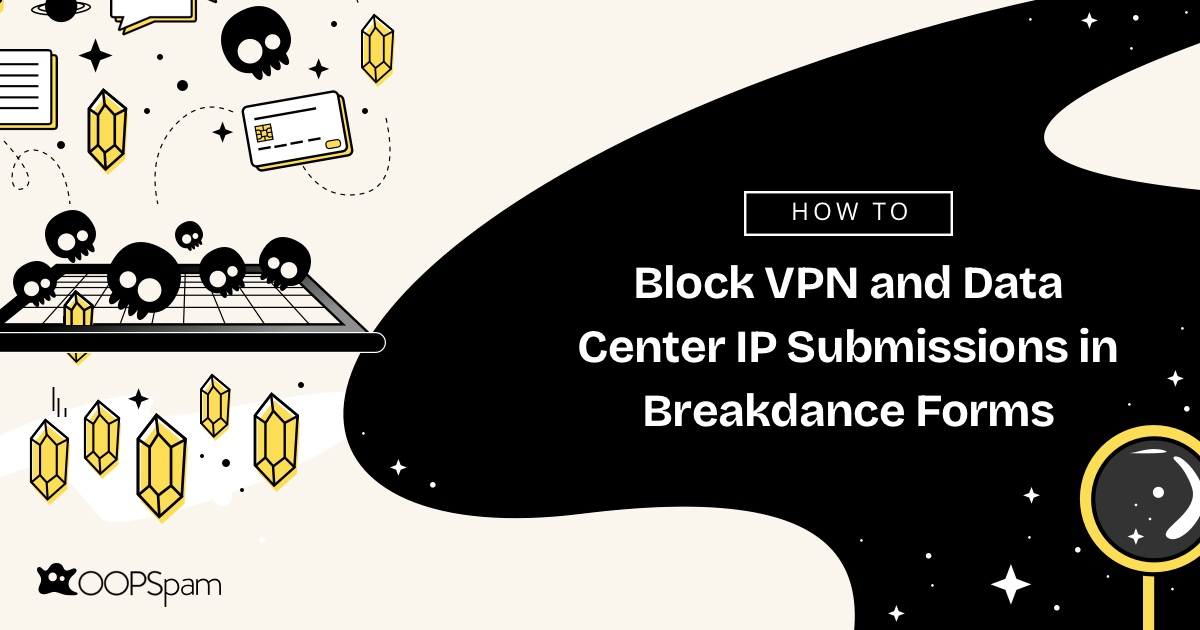 HOW TO
Block VPN and Data
Center IP Submissions in
Breakdance Forms
OOPSpam